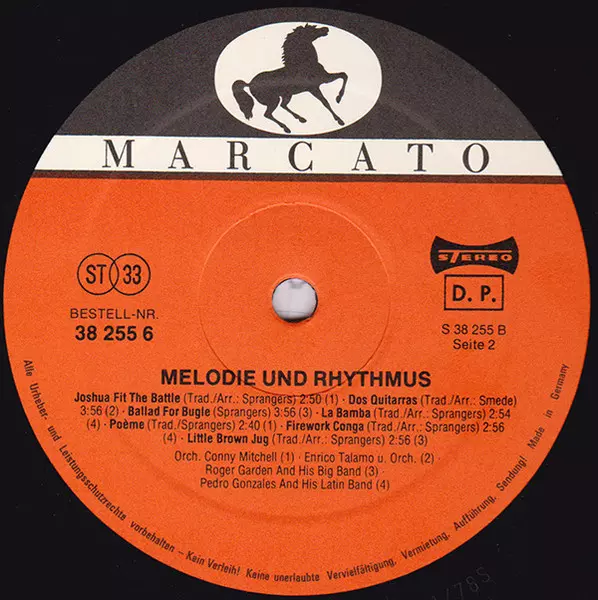 MARCATO
ST 33
BESTELL-NR.
38 255 6
STEREO
D. P.
S 38 255 B
Seite 2
MELODIE UND RHYTHMUS
Joshua Fit The Battle (Trad./Arr.: Sprangers) 2:50 (1) · Dos Quitarras (Trad./Arr.: Smede)
3:56 (2) · Ballad For Bugle (Sprangers) 3:56 (3) · La Bamba (Trad./Arr.: Sprangers) 2:54
(4) · Poème (Trad./Sprangers) 2:40 (1) · Firework Conga (Trad./Arr.: Sprangers) 2:56
(4) · Little Brown Jug (Trad./Arr.: Sprangers) 2:56 (3)
Orch. Conny Mitchell (1) · Enrico Talamo u. Orch. (2) ·
Roger Garden And His Big Band (3)
Pedro Gonzales And His Latin Band (4)
Alle Urheber- und Leistungsschutzrechte vorbehalten – Kein Verleih! Keine unerlaubte Vervielfältigung, Vermietung, Aufführung, Sendung! Made in Germany